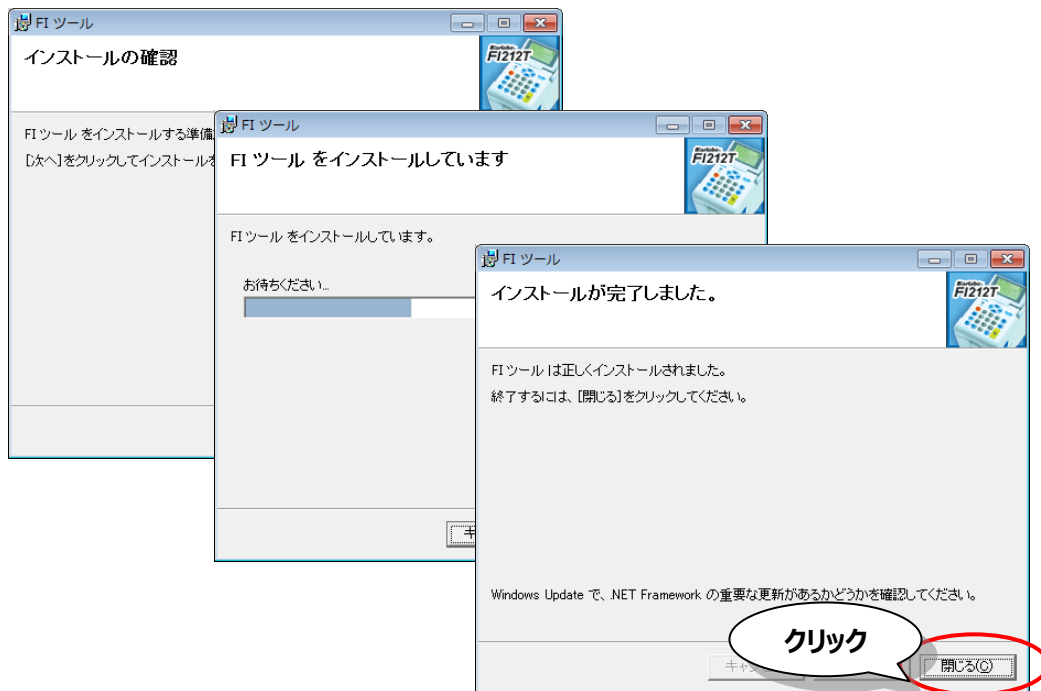 FI ツール
インストールの確認
FI212T
FI ツール をインストールする準備
[次へ]をクリックしてインストールを
FI ツール
FI ツール をインストールしています
FI212T
FI ツール をインストールしています。
お待ちください...
キ
FI ツール
インストールが完了しました。
FI212T
FI ツール は正しくインストールされました。
終了するには、[閉じる]をクリックしてください。
Windows Update で、.NET Framework の重要な更新があるかどうかを確認してください。
クリック
キャ
閉じる(C)